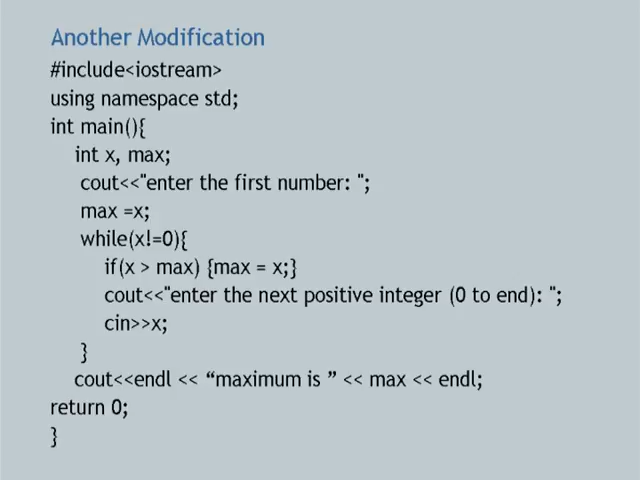 Another Modification
#include<iostream>
using namespace std;
int main(){
int x, max;
cout<<"enter the first number: ";
max =x;
while(x!=0){
if(x > max) {max = x;}
cout<<"enter the next positive integer (0 to end): ";
cin>>x;
}
cout<<endl << “maximum is ” << max << endl;
return 0;
}